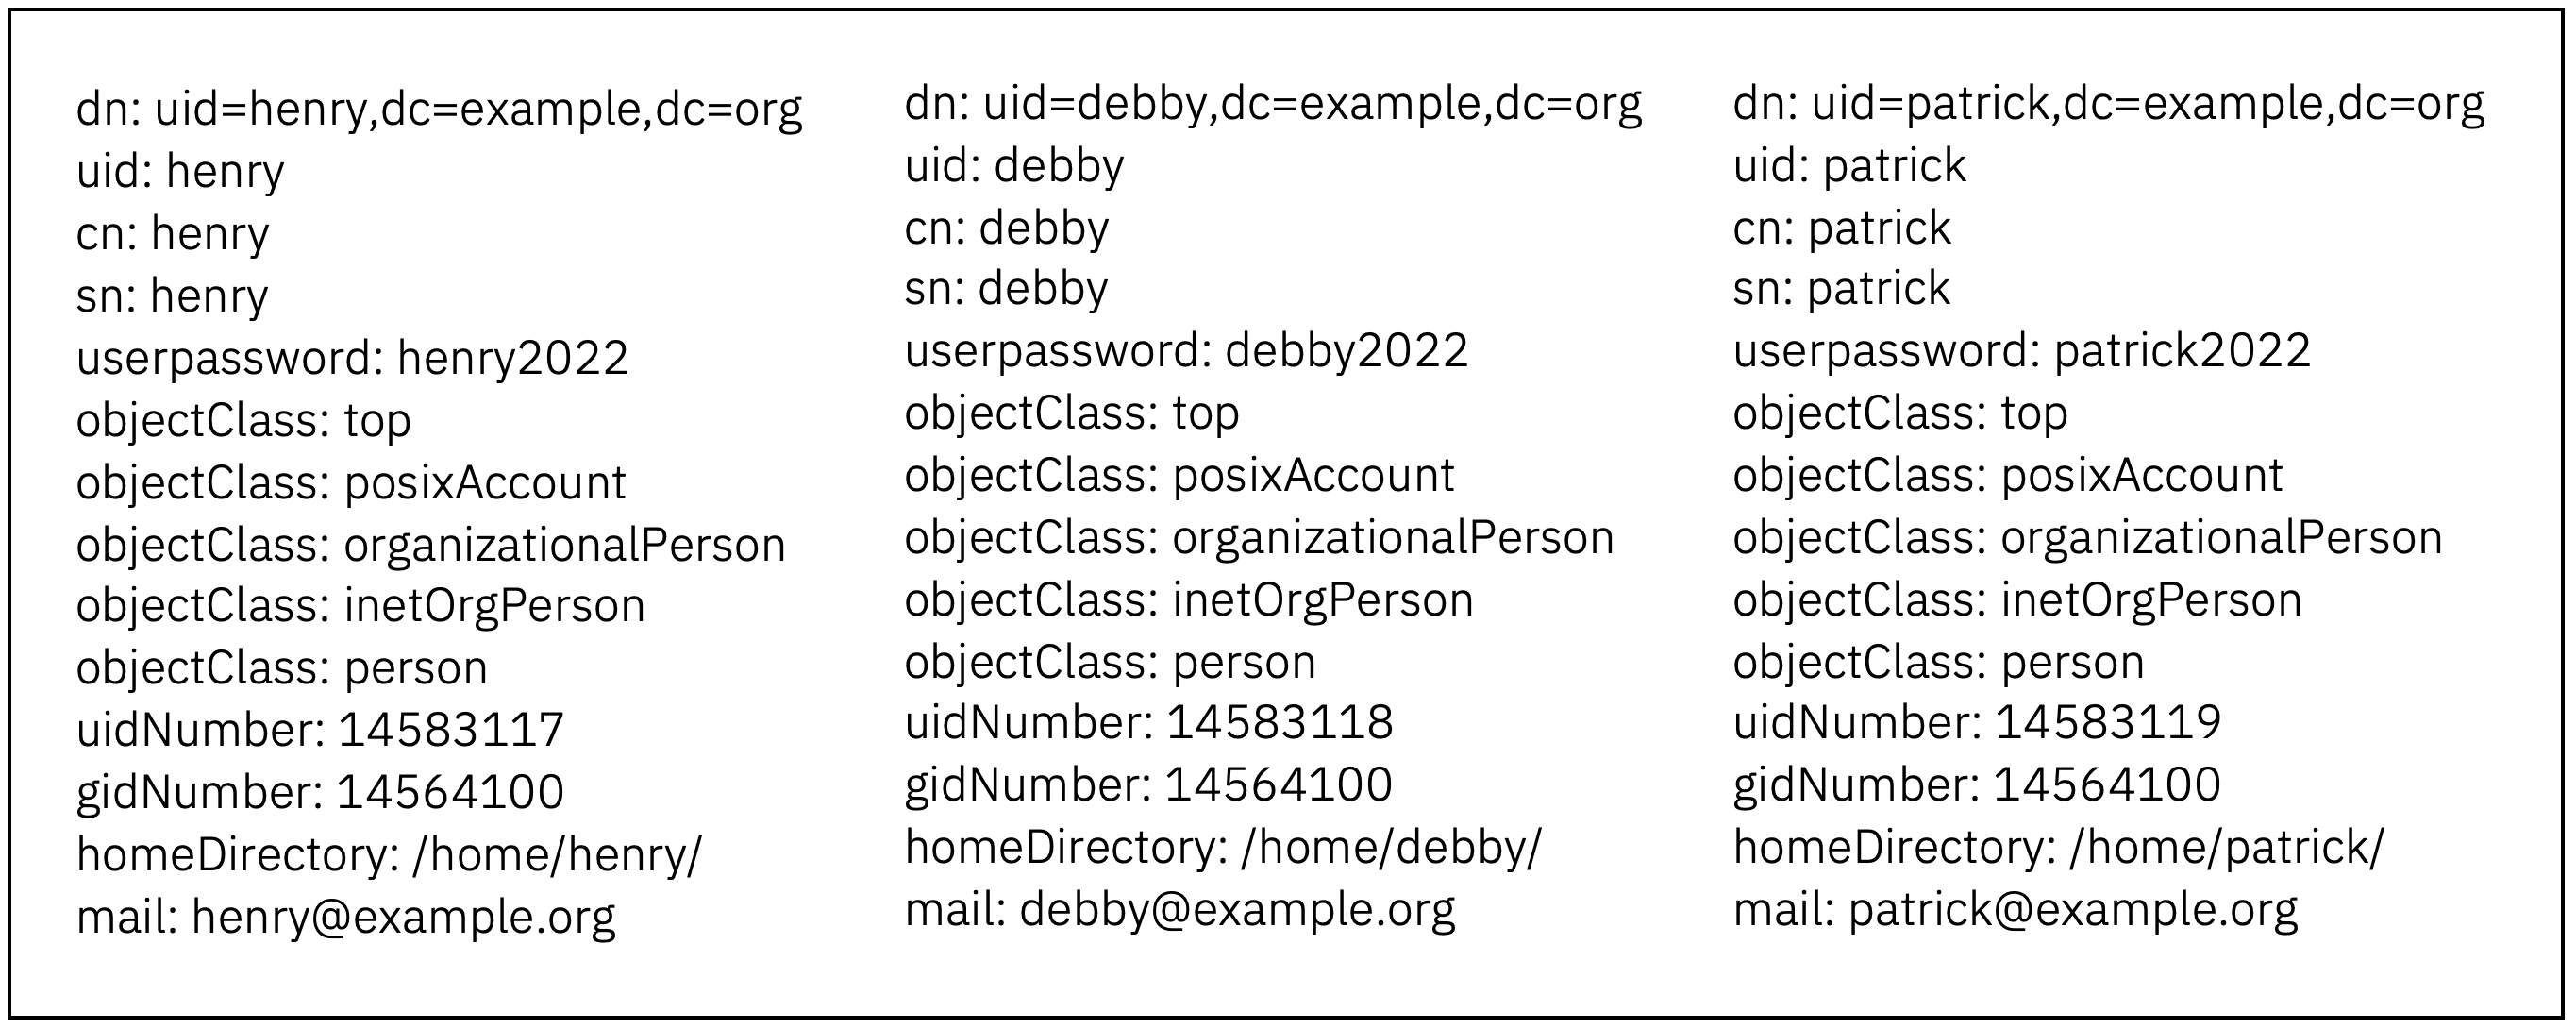 dn: uid=henry,dc=example,dc=org
uid: henry
cn: henry
sn: henry
userpassword: henry2022
objectClass: top
objectClass: posixAccount
objectClass: organizationalPerson
objectClass: inetOrgPerson
objectClass: person
uidNumber: 14583117
gidNumber: 14564100
homeDirectory: /home/henry/
mail: henry@example.org
dn: uid=debby,dc=example,dc=org
uid: debby
cn: debby
sn: debby
userpassword: debby2022
objectClass: top
objectClass: posixAccount
objectClass: organizationalPerson
objectClass: inetOrgPerson
objectClass: person
uidNumber: 14583118
gidNumber: 14564100
homeDirectory: /home/debby/
mail: debby@example.org
dn: uid=patrick,dc=example,dc=org
uid: patrick
cn: patrick
sn: patrick
userpassword: patrick2022
objectClass: top
objectClass: posixAccount
objectClass: organizationalPerson
objectClass: inetOrgPerson
objectClass: person
uidNumber: 14583119
gidNumber: 14564100
homeDirectory: /home/patrick/
mail: patrick@example.org